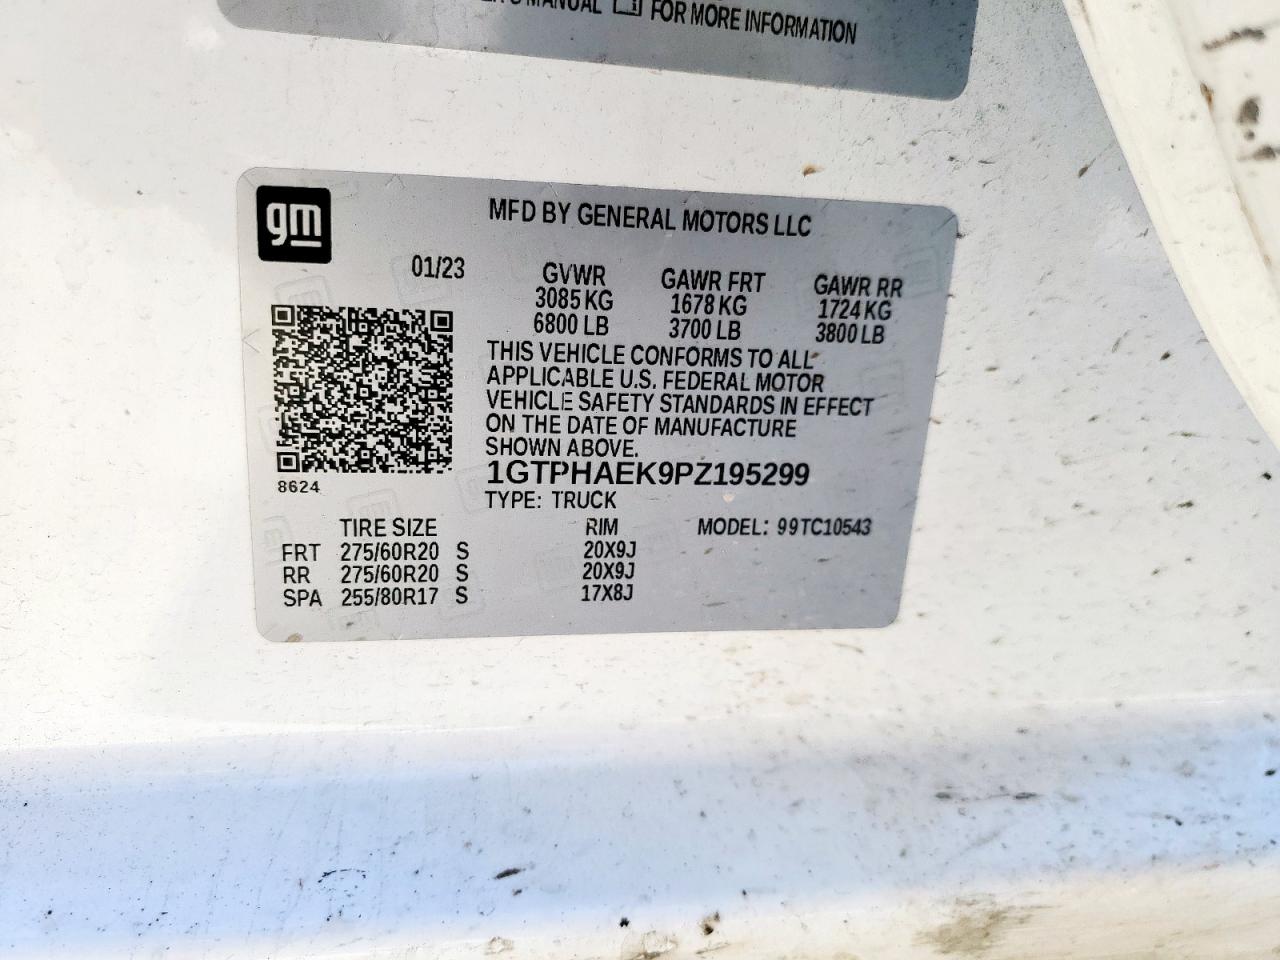 MANUAL FOR MORE INFORMATION
gm
MFD BY GENERAL MOTORS LLC
01/23 GVWR GAWR FRT GAWR RR
3085 KG 1678 KG 1724 KG
6800 LB 3700 LB 3800 LB
THIS VEHICLE CONFORMS TO ALL
APPLICABLE U.S. FEDERAL MOTOR
VEHICLE SAFETY STANDARDS IN EFFECT
ON THE DATE OF MANUFACTURE
SHOWN ABOVE.
1GTPHAEK9PZ195299
8624
TYPE: TRUCK
TIRE SIZE RIM MODEL: 99TC10543
FRT 275/60R20 S 20X9J
RR 275/60R20 S 20X9J
SPA 255/80R17 S 17X8J